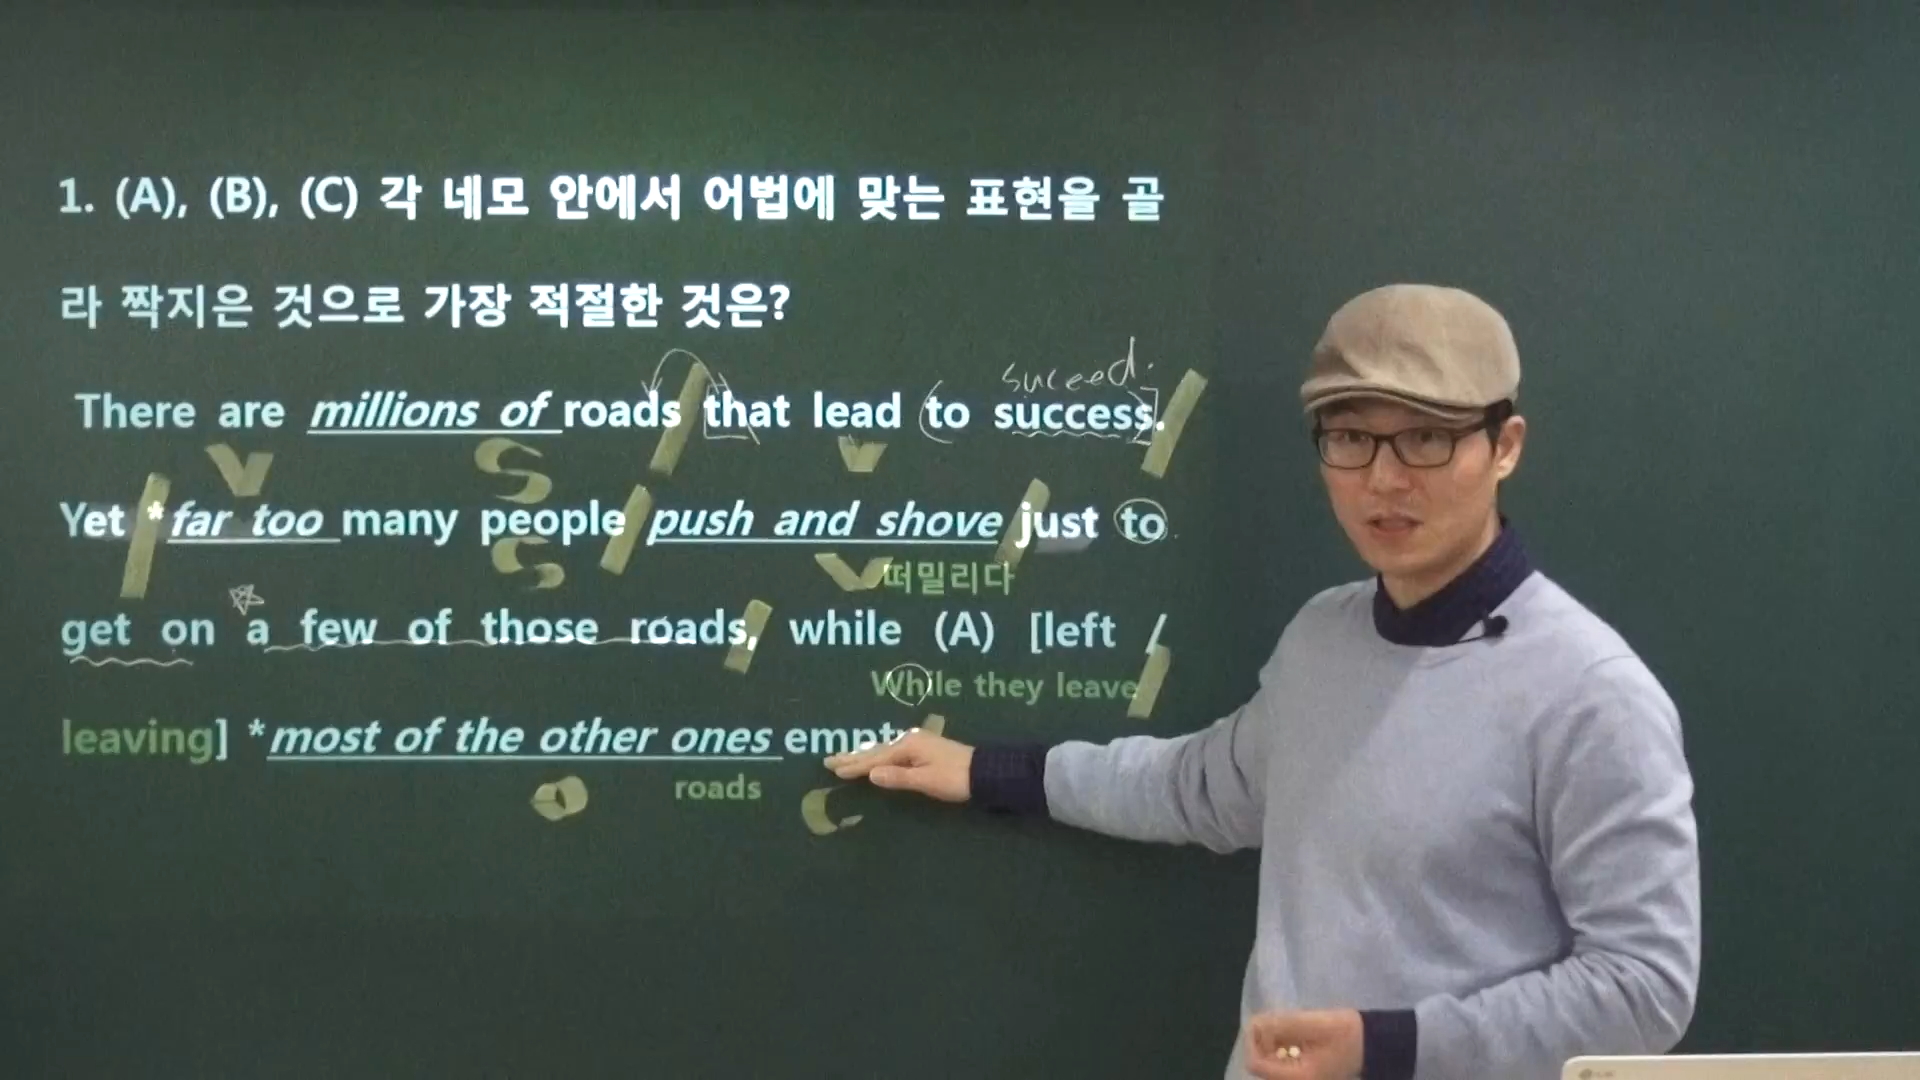 1. (A), (B), (C) 각 네모 안에서 어법에 맞는 표현을 골
라 짝지은 것으로 가장 적절한 것은?
suceed.
There are millions of roads that lead to success.
V S V
Yet *far too many people push and shove just to
S V 떠밀리다
get on a few of those roads, while (A) [left /
While they leave
leaving] *most of the other ones empty
O roads C